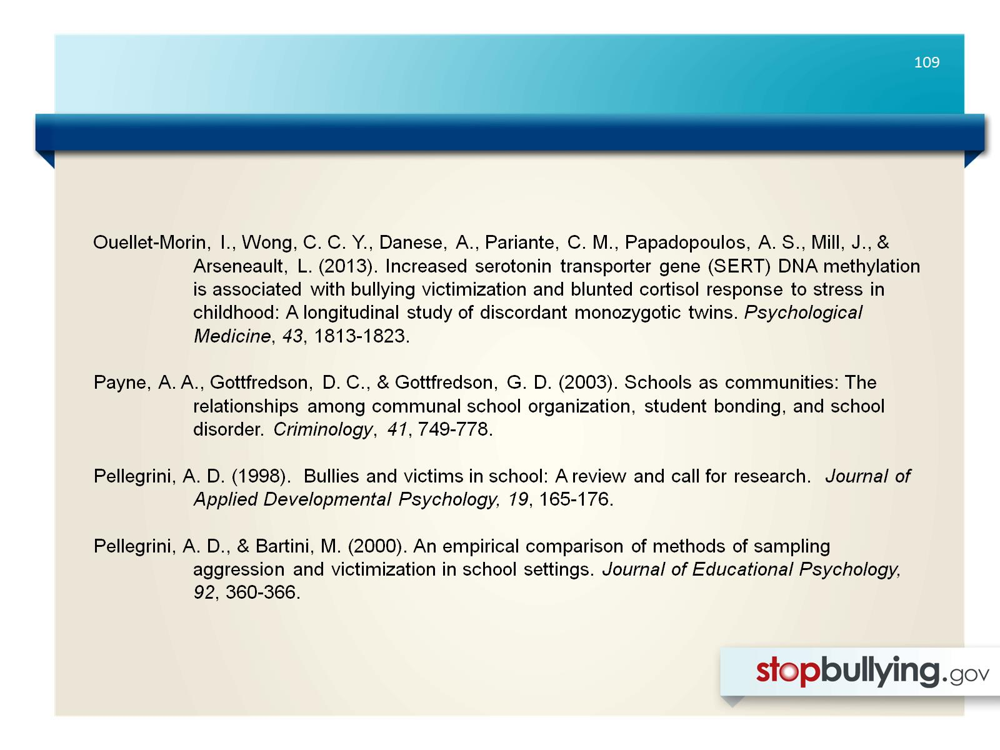 109
Ouellet-Morin, I., Wong, C. C. Y., Danese, A., Pariante, C. M., Papadopoulos, A. S., Mill, J., &
Arseneault, L. (2013). Increased serotonin transporter gene (SERT) DNA methylation
is associated with bullying victimization and blunted cortisol response to stress in
childhood: A longitudinal study of discordant monozygotic twins. Psychological
Medicine, 43, 1813-1823.
Payne, A. A., Gottfredson, D. C., & Gottfredson, G. D. (2003). Schools as communities: The
relationships among communal school organization, student bonding, and school
disorder. Criminology, 41, 749-778.
Pellegrini, A. D. (1998). Bullies and victims in school: A review and call for research. Journal of
Applied Developmental Psychology, 19, 165-176.
Pellegrini, A. D., & Bartini, M. (2000). An empirical comparison of methods of sampling
aggression and victimization in school settings. Journal of Educational Psychology,
92, 360-366.
stopbullying.gov